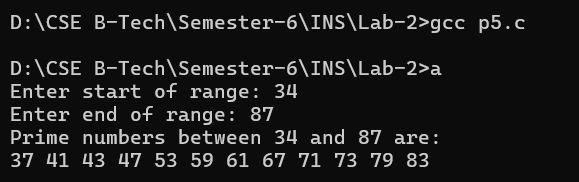 D:\CSE B-Tech\Semester-6\INS\Lab-2>gcc p5.c
D:\CSE B-Tech\Semester-6\INS\Lab-2>a
Enter start of range: 34
Enter end of range: 87
Prime numbers between 34 and 87 are:
37 41 43 47 53 59 61 67 71 73 79 83